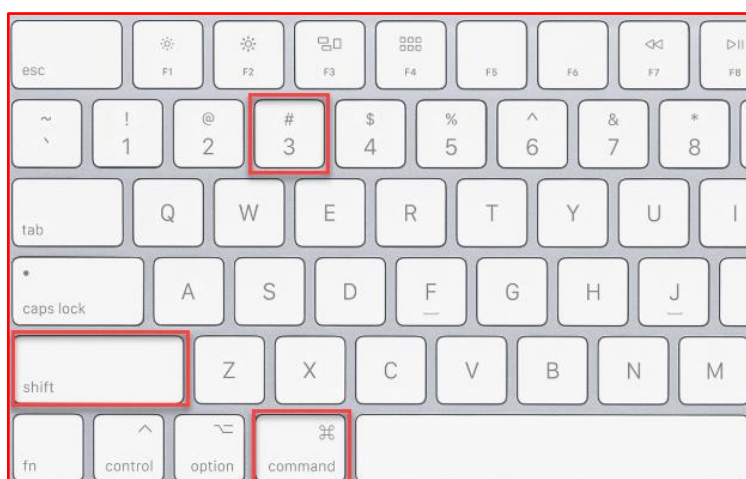 esc F1 F2 F3 F4 F5 F6 F7 F8
~ ! @ # $ % ^ & *
` 1 2 3 4 5 6 7 8
tab Q W E R T Y U I
caps lock A S D F G H J
shift Z X C V B N M
fn control option command